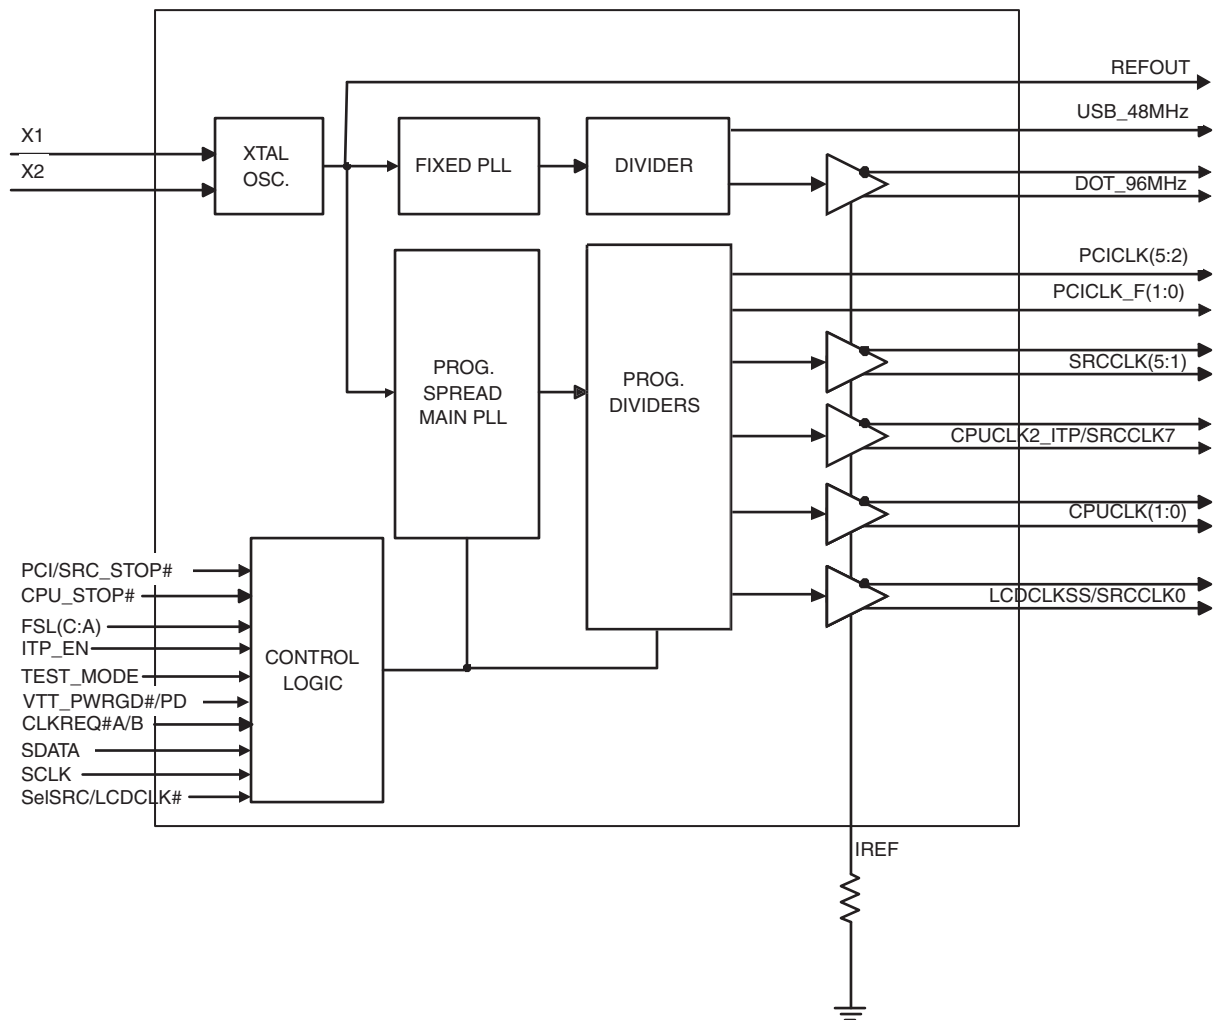 REFOUT
USB_48MHz
X1
XTAL
OSC.
FIXED PLL
DIVIDER
X2
DOT_96MHz
PCICLK(5:2)
PCICLK_F(1:0)
PROG.
SPREAD
MAIN PLL
PROG.
DIVIDERS
SRCCLK(5:1)
CPUCLK2_ITP/SRCCLK7
CPUCLK(1:0)
LCDCLKSS/SRCCLK0
PCI/SRC_STOP#
CPU_STOP#
FSL(C:A)
ITP_EN
TEST_MODE
VTT_PWRGD#/PD
CLKREQ#A/B
SDATA
SCLK
SelSRC/LCDCLK#
CONTROL
LOGIC
IREF